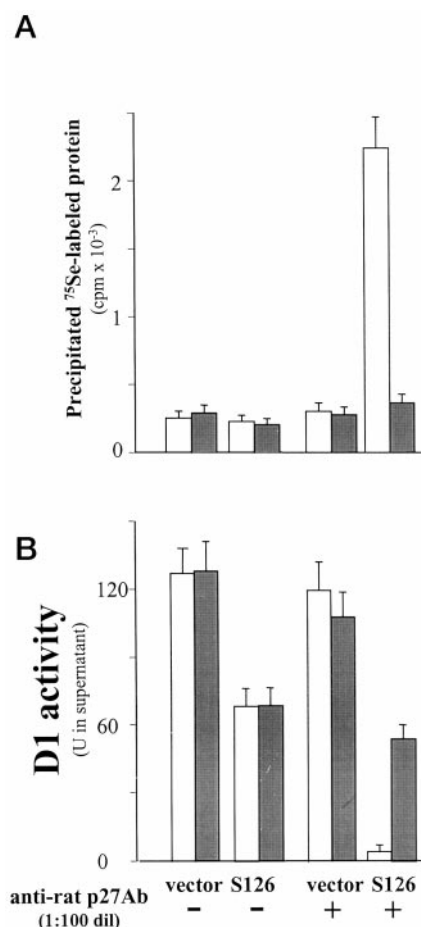 A
Precipitated ⁷⁵Se-labeled protein
(cpm x 10⁻³)
2
1
0
B
D1 activity
(U in supernatant)
120
60
0
vector S126 vector S126
anti-rat p27Ab - - + +
(1:100 dil)